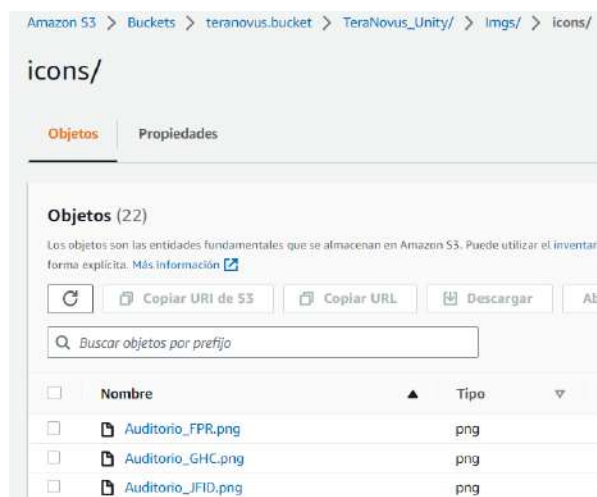 Amazon S3 > Buckets > teranovus.bucket > TeraNovus_Unity/ > Imgs/ > icons/
icons/
Objetos Propiedades
Objetos (22)
Los objetos son las entidades fundamentales que se almacenan en Amazon S3. Puede utilizar el inventar
forma explícita. Más información
Copiar URI de S3 Copiar URL Descargar Ab
Buscar objetos por prefijo
Nombre Tipo
Auditorio_FPR.png png
Auditorio_GHC.png png
Auditorio_JFID.png png